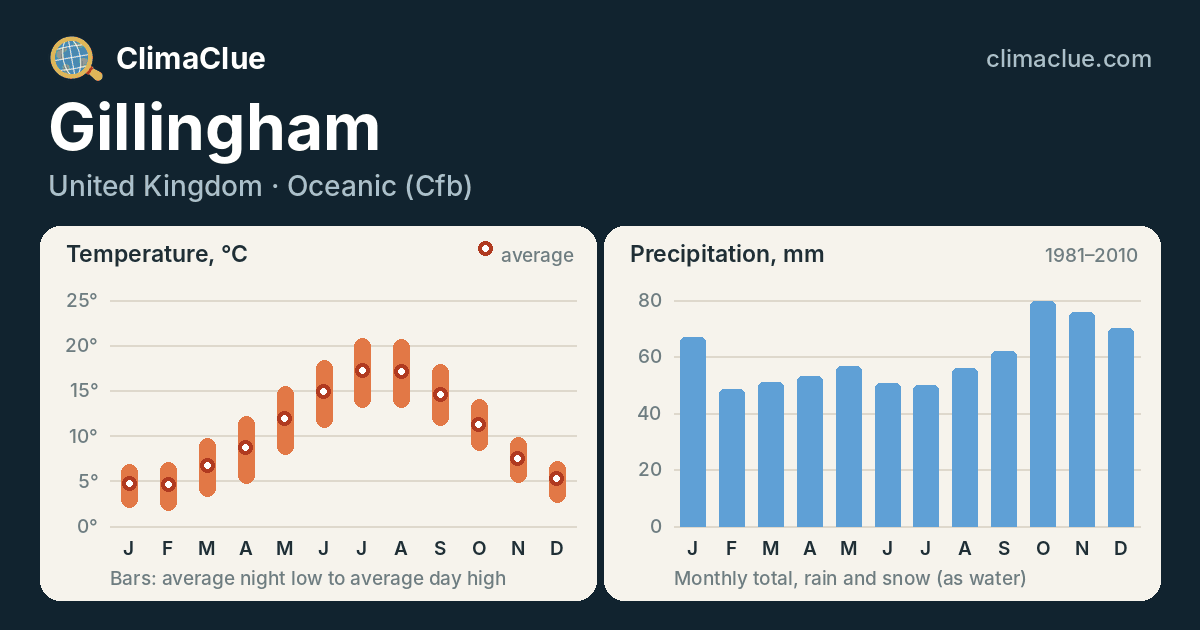 ClimaClue
climaclue.com
Gillingham
United Kingdom · Oceanic (Cfb)
Temperature, °C
average
25°
20°
15°
10°
5°
0°
J F M A M J J A S O N D
Bars: average night low to average day high
Precipitation, mm
1981–2010
80
60
40
20
0
J F M A M J J A S O N D
Monthly total, rain and snow (as water)